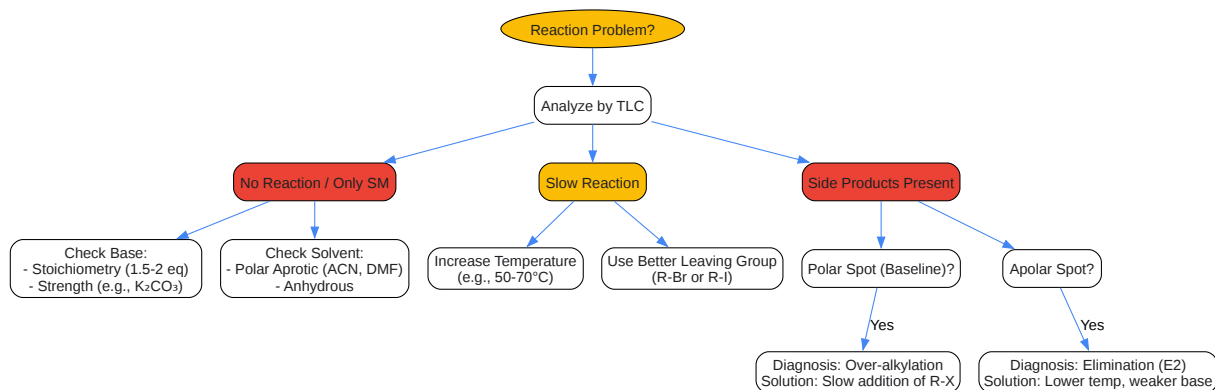 Reaction Problem?
Analyze by TLC
No Reaction / Only SM
Slow Reaction
Side Products Present
Check Base:
- Stoichiometry (1.5-2 eq)
- Strength (e.g., K₂CO₃)
Check Solvent:
- Polar Aprotic (ACN, DMF)
- Anhydrous
Increase Temperature
(e.g., 50-70°C)
Use Better Leaving Group
(R-Br or R-I)
Polar Spot (Baseline)?
Apolar Spot?
Yes
Yes
Diagnosis: Over-alkylation
Solution: Slow addition of R-X
Diagnosis: Elimination (E2)
Solution: Lower temp, weaker base